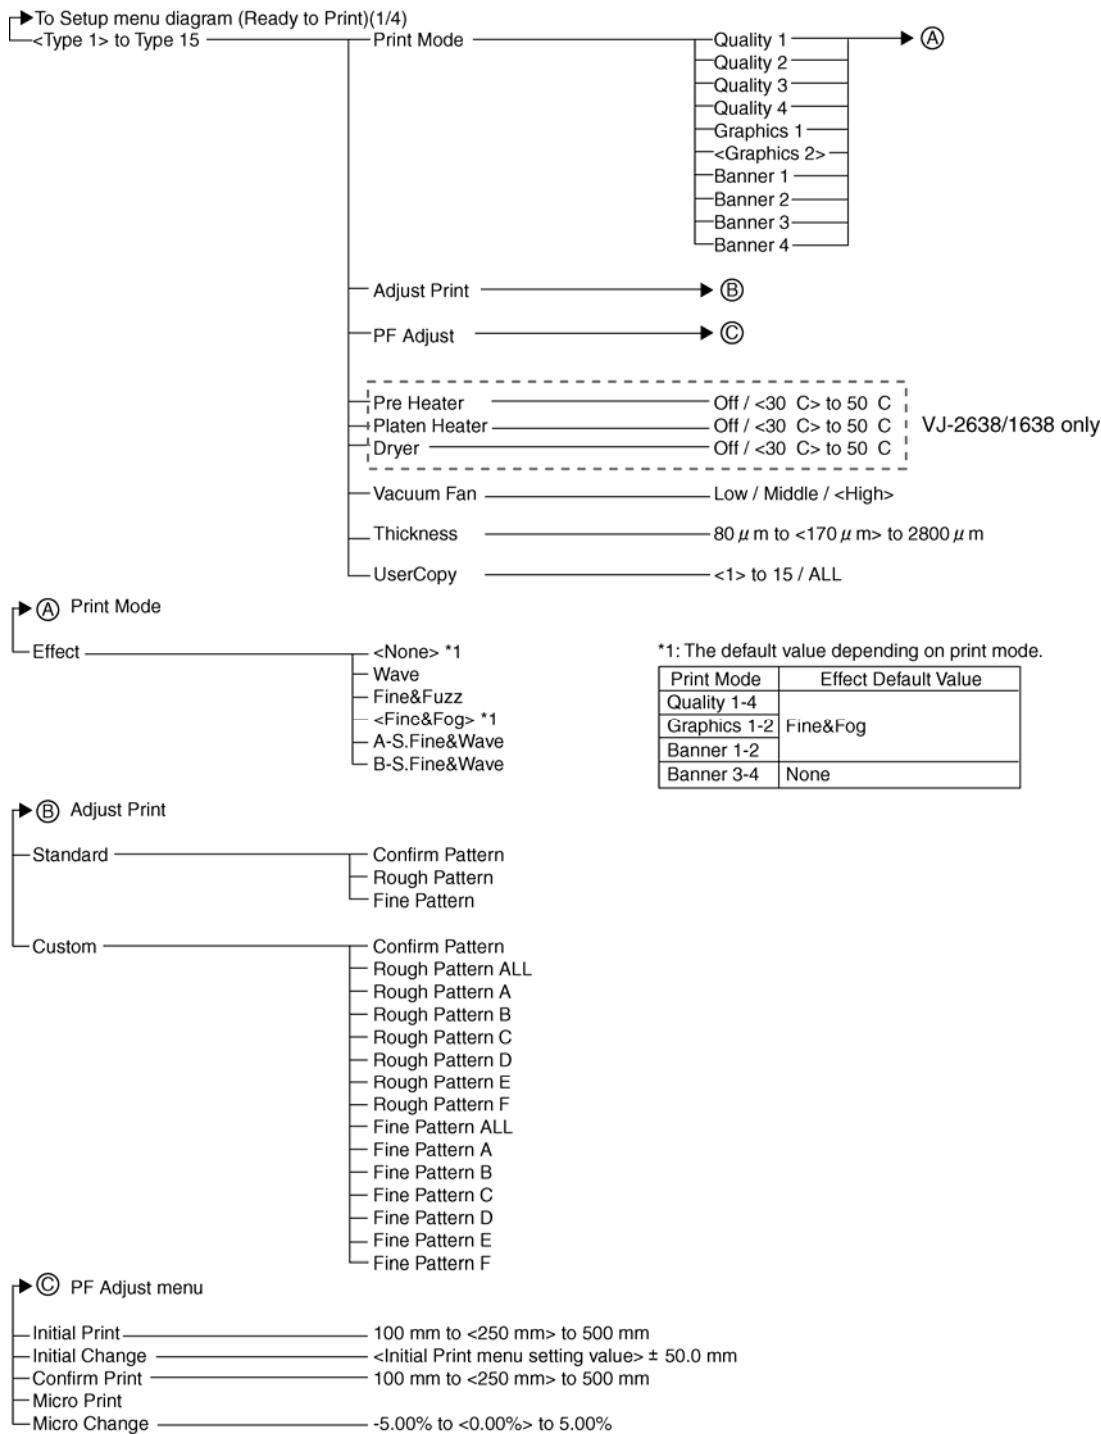 To Setup menu diagram (Ready to Print)(1/4)
<Type 1> to Type 15
Print Mode
Quality 1
A
Quality 2
Quality 3
Quality 4
Graphics 1
<Graphics 2>
Banner 1
Banner 2
Banner 3
Banner 4
Adjust Print
B
PF Adjust
C
Pre Heater
Off / <30 C> to 50 C
Platen Heater
Off / <30 C> to 50 C
VJ-2638/1638 only
Dryer
Off / <30 C> to 50 C
Vacuum Fan
Low / Middle / <High>
Thickness
80 μ m to <170 μ m> to 2800 μ m
UserCopy
<1> to 15 / ALL
A Print Mode
Effect
<None> *1
Wave
Fine&Fuzz
<Fine&Fog> *1
A-S.Fine&Wave
B-S.Fine&Wave
*1: The default value depending on print mode.
Print Mode
Effect Default Value
Quality 1-4
Graphics 1-2
Fine&Fog
Banner 1-2
Banner 3-4
None
B Adjust Print
Standard
Confirm Pattern
Rough Pattern
Fine Pattern
Custom
Confirm Pattern
Rough Pattern ALL
Rough Pattern A
Rough Pattern B
Rough Pattern C
Rough Pattern D
Rough Pattern E
Rough Pattern F
Fine Pattern ALL
Fine Pattern A
Fine Pattern B
Fine Pattern C
Fine Pattern D
Fine Pattern E
Fine Pattern F
C PF Adjust menu
Initial Print
100 mm to <250 mm> to 500 mm
Initial Change
<Initial Print menu setting value> ± 50.0 mm
Confirm Print
100 mm to <250 mm> to 500 mm
Micro Print
Micro Change
-5.00% to <0.00%> to 5.00%